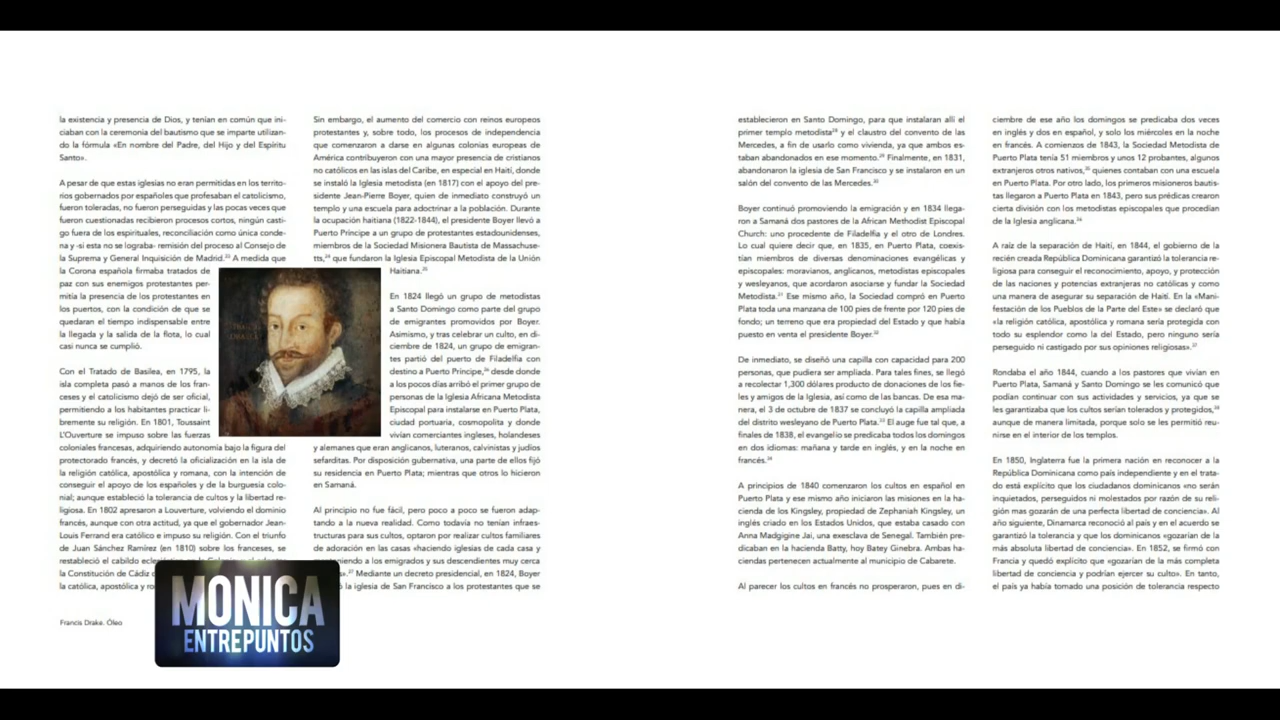 la existencia y presencia de Dios, y tenían en común que ini-
ciaban con la ceremonia del bautismo que se imparte utilizan-
do la fórmula «En nombre del Padre, del Hijo y del Espíritu
Santo».
A pesar de que estas iglesias no eran permitidas en los territo-
rios gobernados por españoles que profesaban el catolicismo,
fueron toleradas, no fueron perseguidas y las pocas veces que
fueron cuestionadas recibieron procesos cortos, ningún casti-
go fuera de los espirituales, reconciliación como única conde-
na y -si esta no se lograba- remisión del proceso al Consejo de
la Suprema y General Inquisición de Madrid. A medida que
la Corona española firmaba tratados de
paz con sus enemigos protestantes per-
mitía la presencia de los protestantes en
los puertos, con la condición de que se
quedaran el tiempo indispensable entre
la llegada y la salida de la flota, lo cual
casi nunca se cumplió.
Con el Tratado de Basilea, en 1795, la
isla completa pasó a manos de los fran-
ceses y el catolicismo dejó de ser oficial,
permitiendo a los habitantes practicar li-
bremente su religión. En 1801, Toussaint
L'Ouverture se impuso sobre las fuerzas
coloniales francesas, adquiriendo autonomía bajo la figura del
protectorado francés, y decretó la oficialización en la isla de
la religión católica, apostólica y romana, con la intención de
conseguir el apoyo de los españoles y de la burguesía colo-
nial; aunque estableció la tolerancia de cultos y la libertad re-
ligiosa. En 1802 apresaron a Louverture, volviendo el dominio
francés, aunque con otra actitud, ya que el gobernador Jean-
Louis Ferrand era católico e impuso su religión. Con el triunfo
de Juan Sánchez Ramírez (en 1810) sobre los franceses, se
restableció el cabildo
la Constitución de Cádiz
la católica, apostólica y
Francis Drake. Óleo
Sin embargo, el aumento del comercio con reinos europeos
protestantes y, sobre todo, los procesos de independencia
que comenzaron a darse en algunas colonias europeas de
América contribuyeron con una mayor presencia de cristianos
no católicos en las islas del Caribe, en especial en Haití, donde
se instaló la Iglesia metodista (en 1817) con el apoyo del pre-
sidente Jean-Pierre Boyer, quien de inmediato construyó un
templo y una escuela para adoctrinar a la población. Durante
la ocupación haitiana (1822-1844), el presidente Boyer llevó a
Puerto Príncipe a un grupo de protestantes estadounidenses,
miembros de la Sociedad Misionera Bautista de Massachuse-
tts,²⁴ que fundaron la Iglesia Episcopal Metodista de la Unión
Haitiana.²⁵
En 1824 llegó un grupo de metodistas
a Santo Domingo como parte del grupo
de emigrantes promovidos por Boyer.
Asimismo, y tras celebrar un culto, en di-
ciembre de 1824, un grupo de emigran-
tes partió del puerto de Filadelfia con
destino a Puerto Príncipe,²⁶ desde donde
a los pocos días arribó el primer grupo de
personas de la Iglesia Africana Metodista
Episcopal para instalarse en Puerto Plata,
ciudad portuaria, cosmopolita y donde
vivían comerciantes ingleses, holandeses
y alemanes que eran anglicanos, luteranos, calvinistas y judíos
sefarditas. Por disposición gubernativa, una parte de ellos fijó
su residencia en Puerto Plata; mientras que otros lo hicieron
en Samaná.
Al principio no fue fácil, pero poco a poco se fueron adap-
tando a la nueva realidad. Como todavía no tenían infraes-
tructuras para sus cultos, optaron por realizar cultos familiares
de adoración en las casas «haciendo iglesias de cada casa y
a los emigrados y sus descendientes muy cerca
Mediante un decreto presidencial, en 1824, Boyer
la iglesia de San Francisco a los protestantes que se
MONICA
ENTREPUNTOS
establecieron en Santo Domingo, para que instalaran allí el
primer templo metodista²⁸ y el claustro del convento de las
Mercedes, a fin de usarlo como vivienda, ya que ambos es-
taban abandonados en ese momento.²⁹ Finalmente, en 1831,
abandonaron la iglesia de San Francisco y se instalaron en un
salón del convento de las Mercedes.³⁰
Boyer continuó promoviendo la emigración y en 1834 llega-
ron a Samaná dos pastores de la African Methodist Episcopal
Church: uno procedente de Filadelfia y el otro de Londres.
Lo cual quiere decir que, en 1835, en Puerto Plata, coexis-
tían miembros de diversas denominaciones evangélicas y
episcopales: moravianos, anglicanos, metodistas episcopales
y wesleyanos, que acordaron asociarse y fundar la Sociedad
Metodista.³¹ Ese mismo año, la Sociedad compró en Puerto
Plata toda una manzana de 100 pies de frente por 120 pies de
fondo; un terreno que era propiedad del Estado y que había
puesto en venta el presidente Boyer.³²
De inmediato, se diseñó una capilla con capacidad para 200
personas, que pudiera ser ampliada. Para tales fines, se llegó
a recolectar 1,300 dólares producto de donaciones de los fie-
les y amigos de la Iglesia, así como de las bancas. De esa ma-
nera, el 3 de octubre de 1837 se concluyó la capilla ampliada
del distrito wesleyano de Puerto Plata.³³ El auge fue tal que, a
finales de 1838, el evangelio se predicaba todos los domingos
en dos idiomas: mañana y tarde en inglés, y en la noche en
francés.³⁴
A principios de 1840 comenzaron los cultos en español en
Puerto Plata y ese mismo año iniciaron las misiones en la ha-
cienda de los Kingsley, propiedad de Zephaniah Kingsley, un
inglés criado en los Estados Unidos, que estaba casado con
Anna Madgigine Jai, una exesclava de Senegal. También pre-
dicaban en la hacienda Batty, hoy Batey Ginebra. Ambas ha-
ciendas pertenecen actualmente al municipio de Cabarete.
Al parecer los cultos en francés no prosperaron, pues en di-
ciembre de ese año los domingos se predicaba dos veces
en inglés y dos en español, y solo los miércoles en la noche
en francés. A comienzos de 1843, la Sociedad Metodista de
Puerto Plata tenía 51 miembros y unos 12 probantes, algunos
extranjeros otros nativos,³⁵ quienes contaban con una escuela
en Puerto Plata. Por otro lado, los primeros misioneros bautis-
tas llegaron a Puerto Plata en 1843, pero sus prédicas crearon
cierta división con los metodistas episcopales que procedían
de la Iglesia anglicana.³⁶
A raíz de la separación de Haití, en 1844, el gobierno de la
recién creada República Dominicana garantizó la tolerancia re-
ligiosa para conseguir el reconocimiento, apoyo, y protección
de las naciones y potencias extranjeras no católicas y como
una manera de asegurar su separación de Haití. En la «Mani-
festación de los Pueblos de la Parte del Este» se declaró que
«la religión católica, apostólica y romana sería protegida con
todo su esplendor como la del Estado, pero ninguno sería
perseguido ni castigado por sus opiniones religiosas».³⁷
Rondaba el año 1844, cuando a los pastores que vivían en
Puerto Plata, Samaná y Santo Domingo se les comunicó que
podían continuar con sus actividades y servicios, ya que se
les garantizaba que los cultos serían tolerados y protegidos,³⁸
aunque de manera limitada, porque solo se les permitió reu-
nirse en el interior de los templos.
En 1850, Inglaterra fue la primera nación en reconocer a la
República Dominicana como país independiente y en el trata-
do está explícito que los ciudadanos dominicanos «no serán
inquietados, perseguidos ni molestados por razón de su reli-
gión mas gozarán de una perfecta libertad de conciencia». Al
año siguiente, Dinamarca reconoció al país y en el acuerdo se
garantizó la tolerancia y que los dominicanos «gozarían de la
más absoluta libertad de conciencia». En 1852, se firmó con
Francia y quedó explícito que «gozarían de la más completa
libertad de conciencia y podrían ejercer su culto». En tanto,
el país ya había tomado una posición de tolerancia respecto